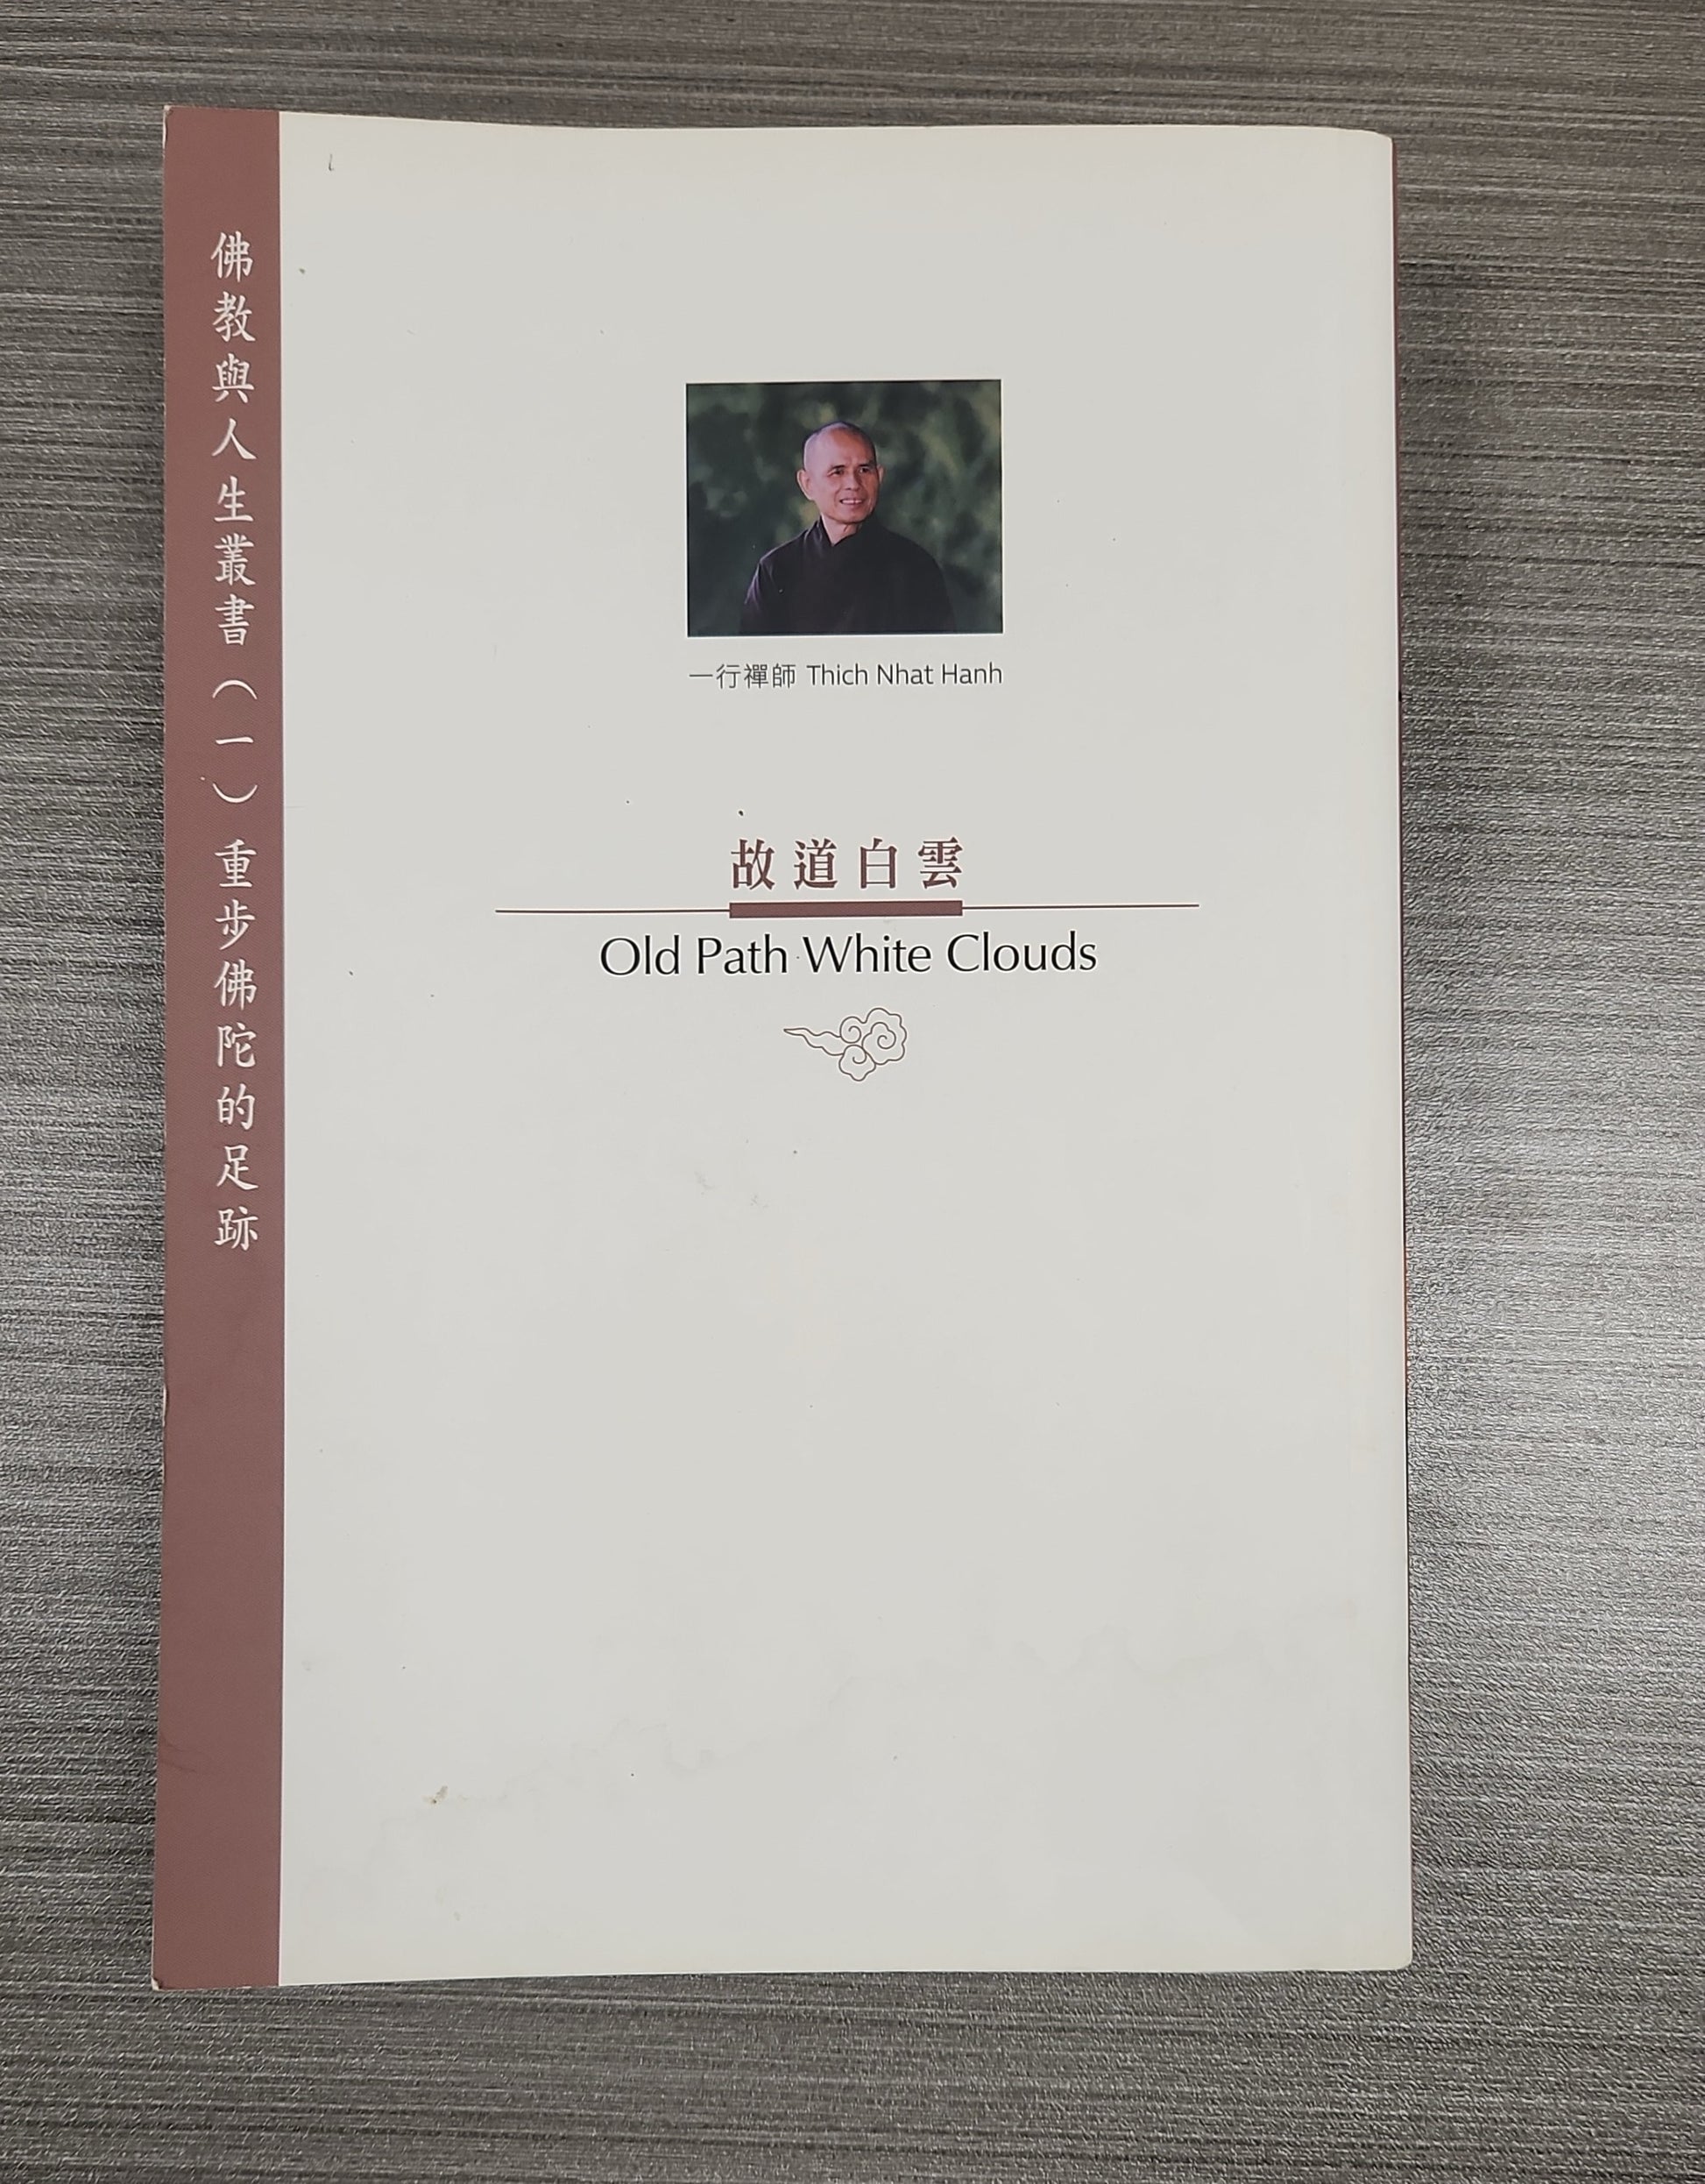 佛教與人生叢書（一）重步佛陀的足跡
一行禪師 Thich Nhat Hanh
故道白雲
Old Path White Clouds